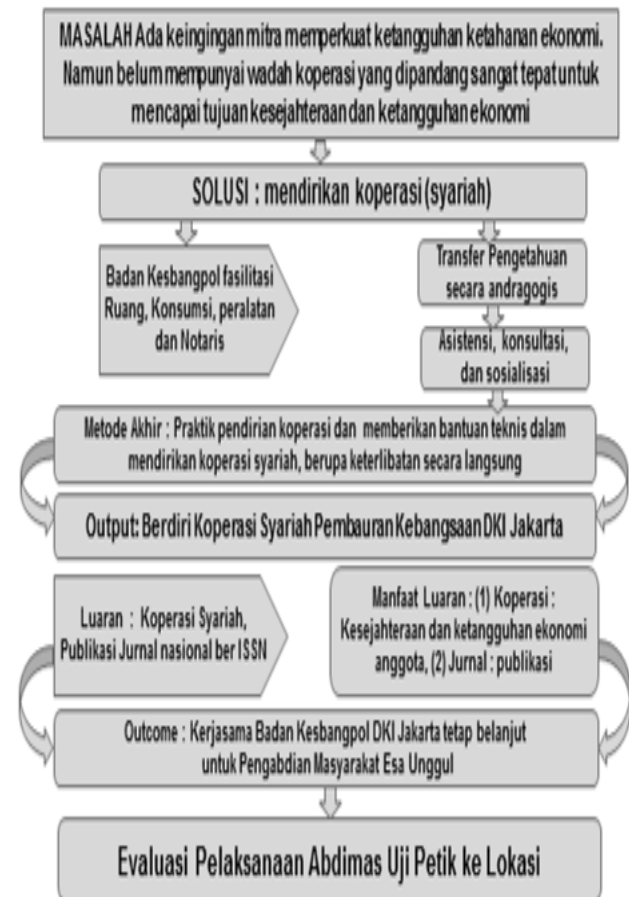 MASALAH Ada keingingan mitra memperkuat ketangguhan ketahanan ekonomi.
Namun belum mempunyai wadah koperasi yang dipandang sangat tepat untuk
mencapai tujuan kesejahteraan dan ketangguhan ekonomi
SOLUSI : mendirikan koperasi (syariah)
Badan Kesbangpol fasilitasi
Ruang, Konsumsi, peralatan
dan Notaris
Transfer Pengetahuan
secara andragogis
Asistensi, konsultasi,
dan sosialisasi
Metode Akhir : Praktik pendirian koperasi dan memberikan bantuan teknis dalam
mendirikan koperasi syariah, berupa keterlibatan secara langsung
Output: Berdiri Koperasi Syariah Pembauran Kebangsaan DKI Jakarta
Luaran : Koperasi Syariah,
Publikasi Jurnal nasional ber ISSN
Manfaat Luaran : (1) Koperasi :
Kesejahteraan dan ketangguhan ekonomi
anggota, (2) Jurnal : publikasi
Outcome : Kerjasama Badan Kesbangpol DKI Jakarta tetap belanjut
untuk Pengabdian Masyarakat Esa Unggul
Evaluasi Pelaksanaan Abdimas Uji Petik ke Lokasi